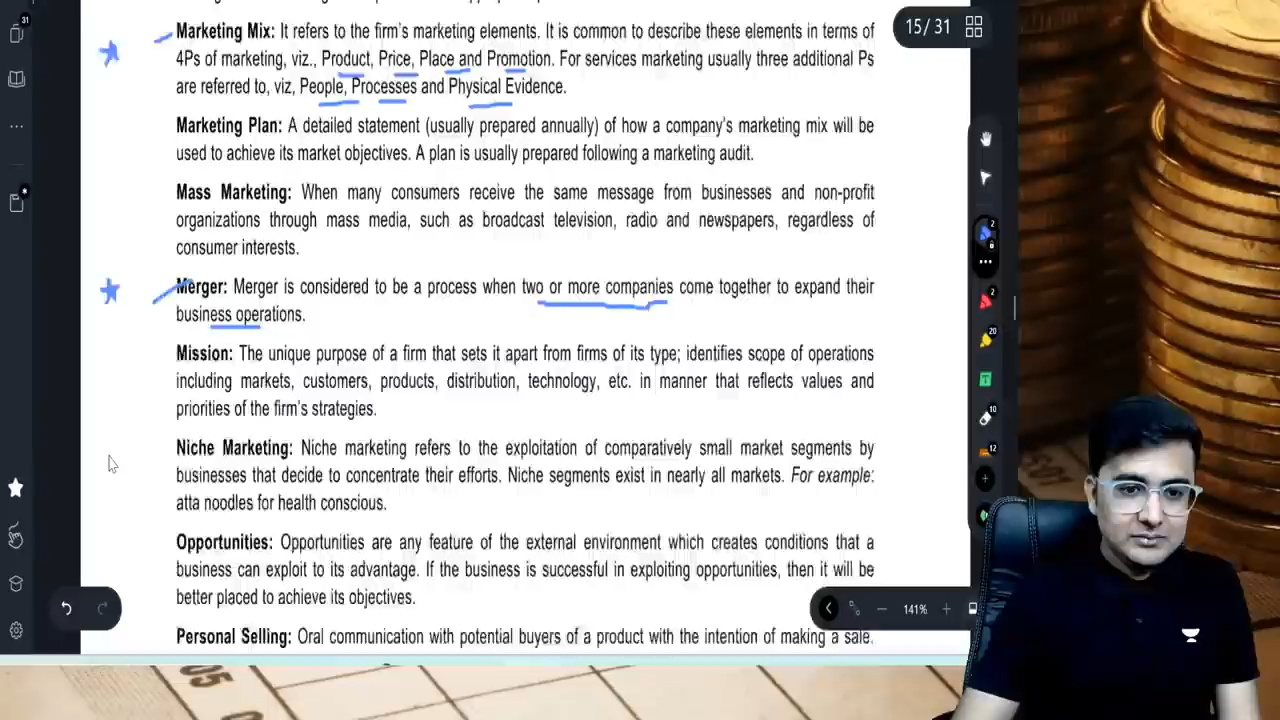 31
15/ 31
Marketing Mix: It refers to the firm's marketing elements. It is common to describe these elements in terms of
4Ps of marketing, viz., Product, Price, Place and Promotion. For services marketing usually three additional Ps
are referred to, viz, People, Processes and Physical Evidence.
Marketing Plan: A detailed statement (usually prepared annually) of how a company's marketing mix will be
used to achieve its market objectives. A plan is usually prepared following a marketing audit.
Mass Marketing: When many consumers receive the same message from businesses and non-profit
organizations through mass media, such as broadcast television, radio and newspapers, regardless of
consumer interests.
Merger: Merger is considered to be a process when two or more companies come together to expand their
business operations.
Mission: The unique purpose of a firm that sets it apart from firms of its type; identifies scope of operations
including markets, customers, products, distribution, technology, etc. in manner that reflects values and
priorities of the firm's strategies.
Niche Marketing: Niche marketing refers to the exploitation of comparatively small market segments by
businesses that decide to concentrate their efforts. Niche segments exist in nearly all markets. For example:
atta noodles for health conscious.
Opportunities: Opportunities are any feature of the external environment which creates conditions that a
business can exploit to its advantage. If the business is successful in exploiting opportunities, then it will be
better placed to achieve its objectives.
Personal Selling: Oral communication with potential buyers of a product with the intention of making a sale.
2
2
20
T
10
12
141%
05